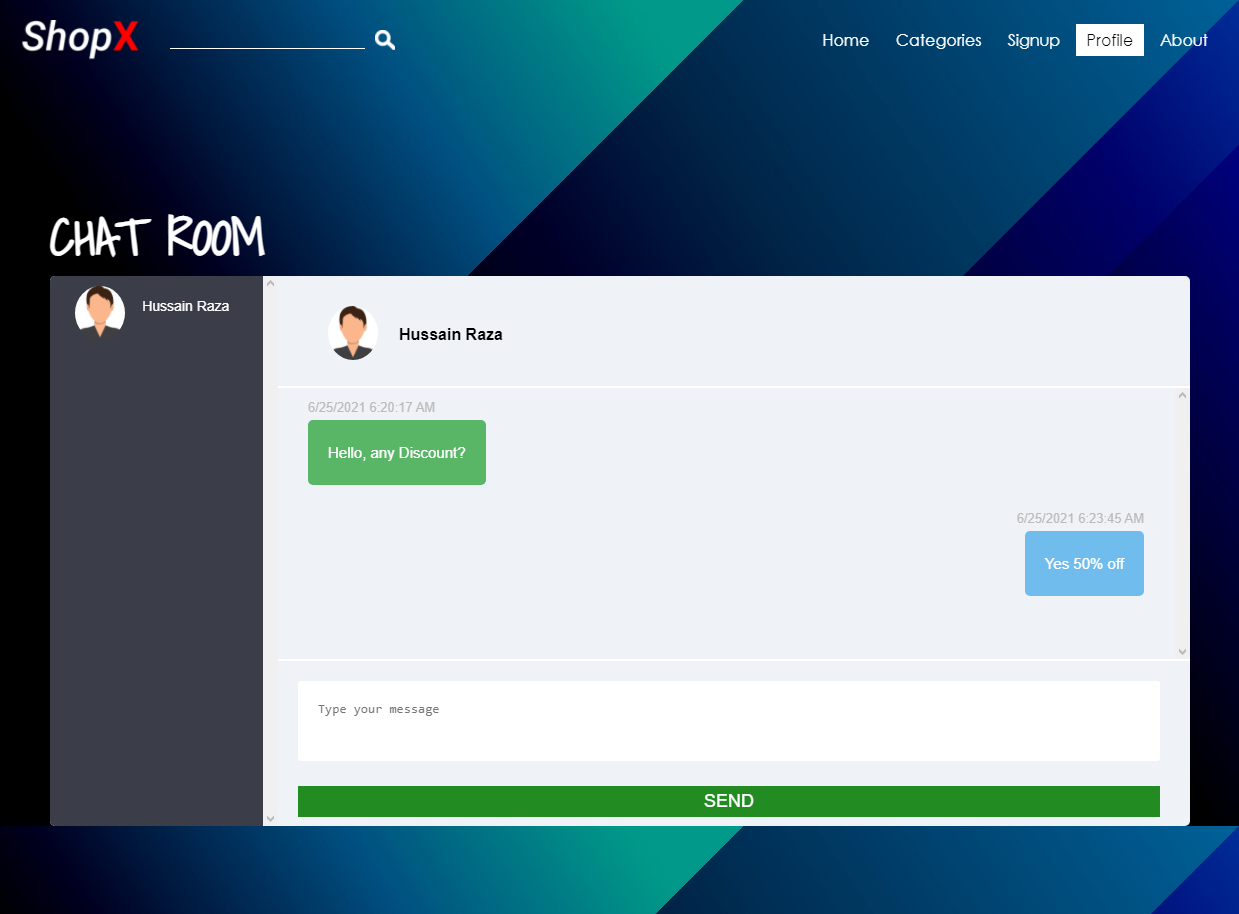 ShopX
Home Categories Signup Profile About
CHAT ROOM
Hussain Raza
Hussain Raza
6/25/2021 6:20:17 AM
Hello, any Discount?
6/25/2021 6:23:45 AM
Yes 50% off
Type your message
SEND